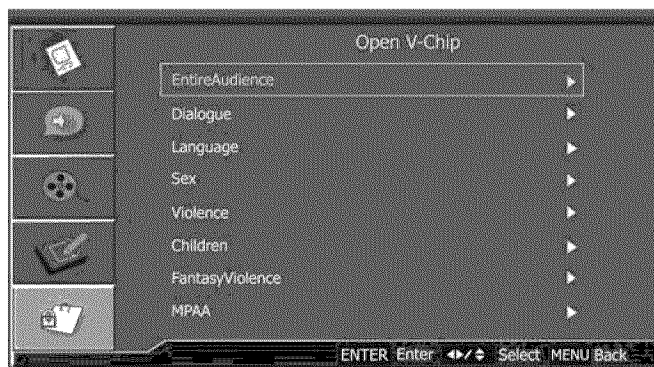 Open V-Chip
EntireAudience
Dialogue
Language
Sex
Violence
Children
FantasyViolence
MPAA
ENTER Enter ◂▸/◆ Select MENU Back